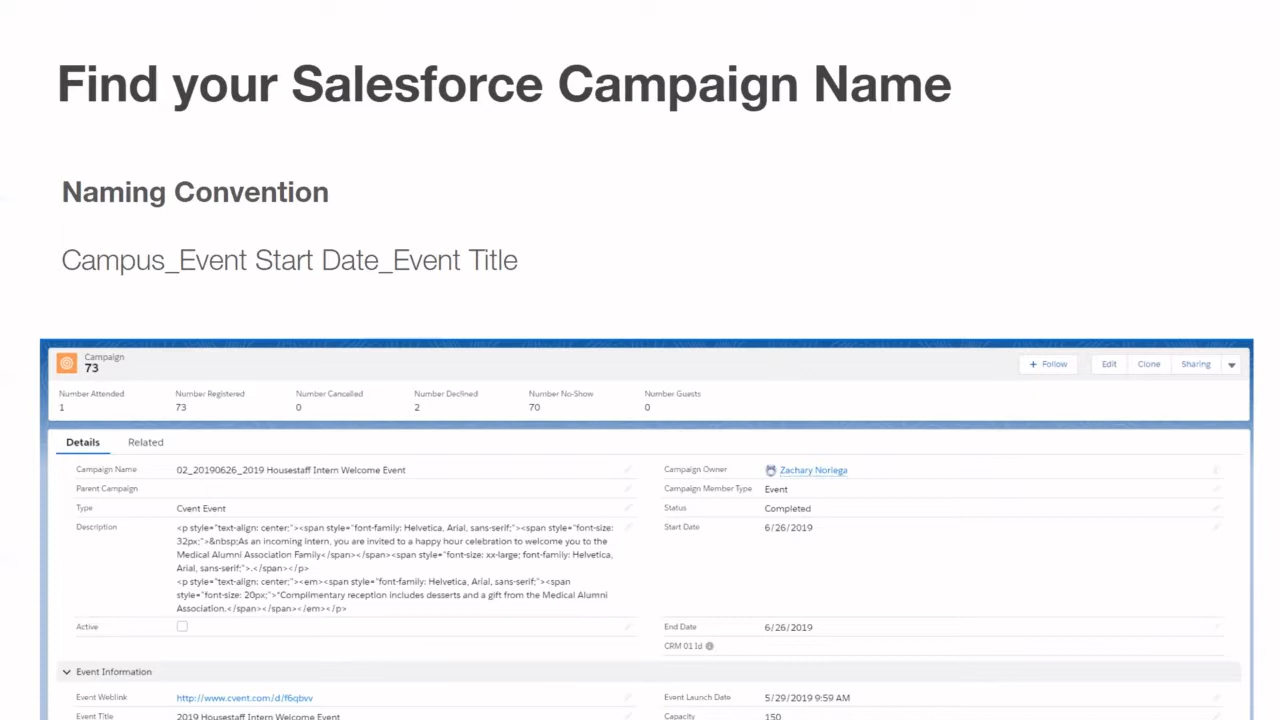 Find your Salesforce Campaign Name
Naming Convention
Campus_Event Start Date_Event Title
Campaign
73
+ Follow
Edit
Clone
Sharing
Number Attended
1
Number Registered
73
Number Cancelled
0
Number Declined
2
Number No-Show
70
Number Guests
0
Details
Related
Campaign Name
02_20190626_2019 Housestaff Intern Welcome Event
Campaign Owner
Zachary Noriega
Parent Campaign
Campaign Member Type
Event
Type
Cvent Event
Status
Completed
Description
<p style="text-align: center;"><span style="font-family: Helvetica, Arial, sans-serif;"><span style="font-size:
32px;">&nbsp;As an incoming intern, you are invited to a happy hour celebration to welcome you to the
Medical Alumni Association Family</span></span><span style="font-size: xx-large; font-family: Helvetica,
Arial, sans-serif;">.</span></p>
<p style="text-align: center;"><em><span style="font-family: Helvetica, Arial, sans-serif;"><span
style="font-size: 20px;">*Complimentary reception includes desserts and a gift from the Medical Alumni
Association.</span></span></em></p>
Start Date
6/26/2019
Active
End Date
6/26/2019
CRM 01 Id
Event Information
Event Weblink
http://www.cvent.com/d/f6qbvv
Event Launch Date
5/29/2019 9:59 AM
Event Title
2019 Housestaff Intern Welcome Event
Capacity
150